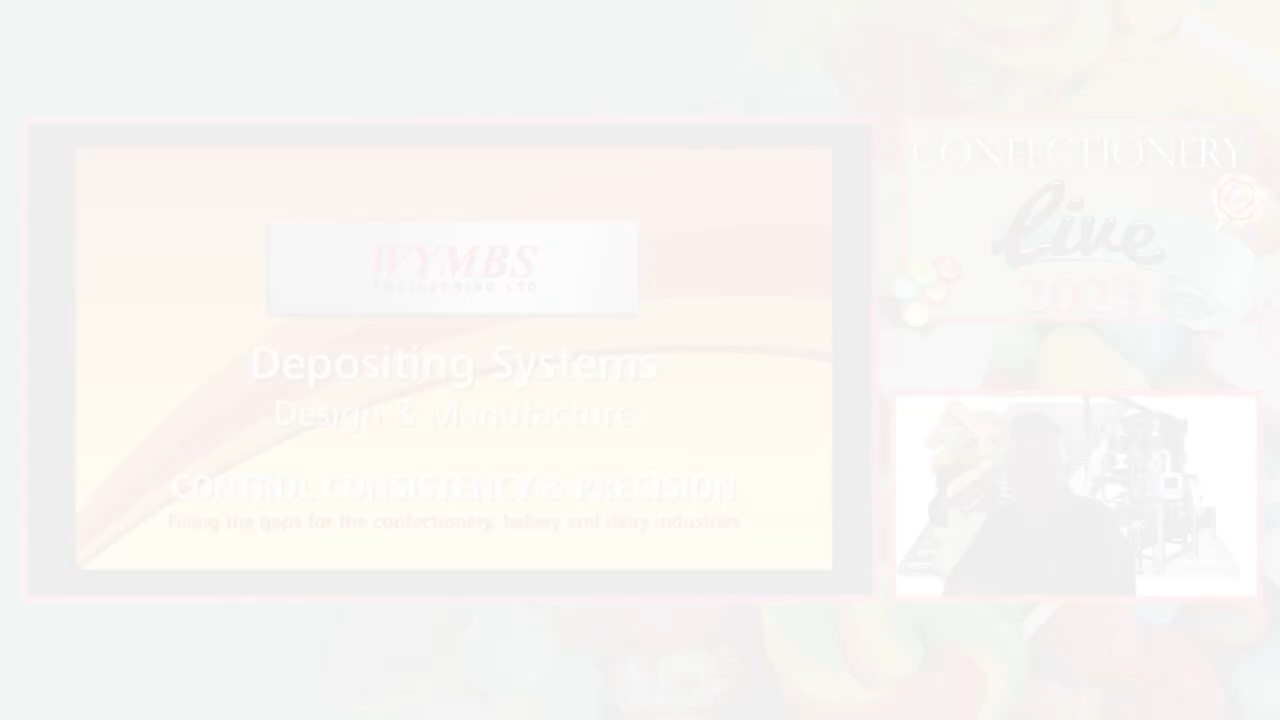 WYMBS
ENGINEERING LTD
Depositing Systems
Design & Manufacture
CONTROL CONSISTENCY & PRECISION
Filling the gaps for the confectionery, bakery and dairy industries
CONFECTIONERY
live
2023